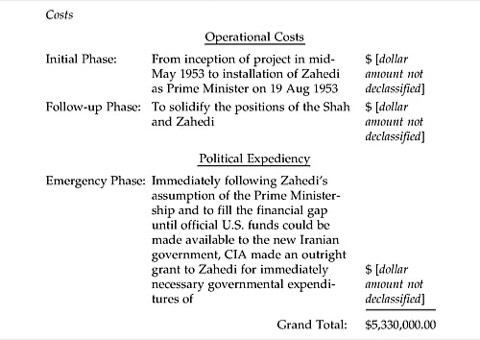 Costs
Operational Costs
Initial Phase: From inception of project in mid- $ [dollar
May 1953 to installation of Zahedi amount not
as Prime Minister on 19 Aug 1953 declassified]
Follow-up Phase: To solidify the positions of the Shah $ [dollar
and Zahedi amount not
declassified]
Political Expediency
Emergency Phase: Immediately following Zahedi's
assumption of the Prime Minister-
ship and to fill the financial gap
until official U.S. funds could be
made available to the new Iranian
government, CIA made an outright
grant to Zahedi for immediately $ [dollar
necessary governmental expendi- amount not
tures of declassified]
Grand Total: $5,330,000.00